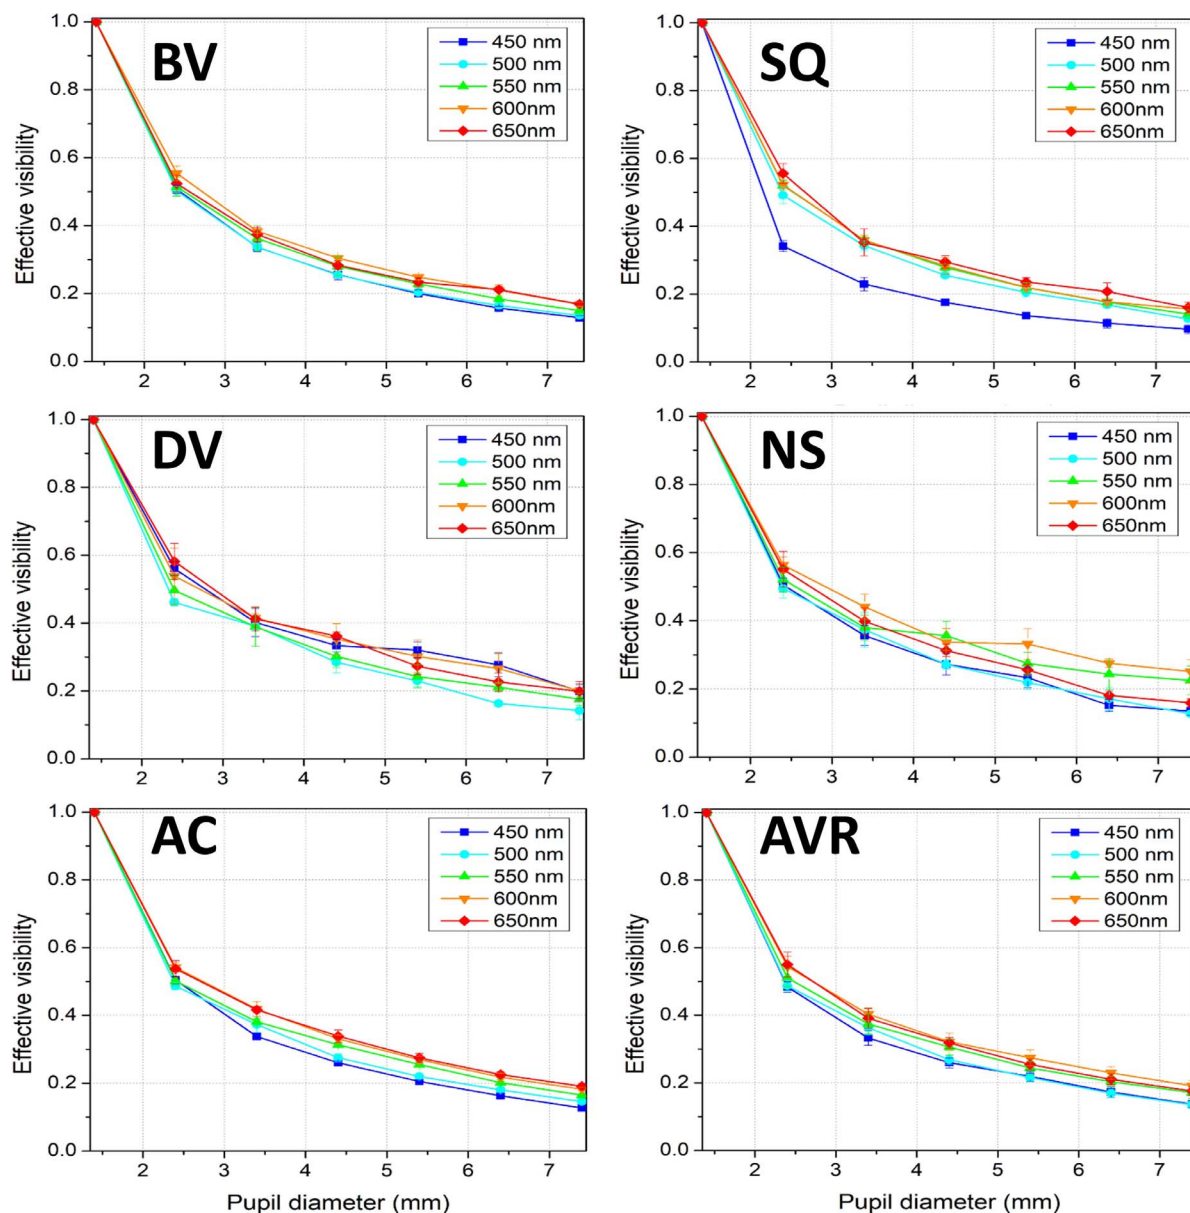 BV
450 nm
500 nm
550 nm
600nm
650nm
Effective visibility
1.0
0.8
0.6
0.4
0.2
0.0
2 3 4 5 6 7
SQ
450 nm
500 nm
550 nm
600nm
650nm
Effective visibility
1.0
0.8
0.6
0.4
0.2
0.0
2 3 4 5 6 7
DV
450 nm
500 nm
550 nm
600nm
650nm
Effective visibility
1.0
0.8
0.6
0.4
0.2
0.0
2 3 4 5 6 7
NS
450 nm
500 nm
550 nm
600nm
650nm
Effective visibility
1.0
0.8
0.6
0.4
0.2
0.0
2 3 4 5 6 7
AC
450 nm
500 nm
550 nm
600nm
650nm
Effective visibility
1.0
0.8
0.6
0.4
0.2
0.0
2 3 4 5 6 7
Pupil diameter (mm)
AVR
450 nm
500 nm
550 nm
600nm
650nm
Effective visibility
1.0
0.8
0.6
0.4
0.2
0.0
2 3 4 5 6 7
Pupil diameter (mm)